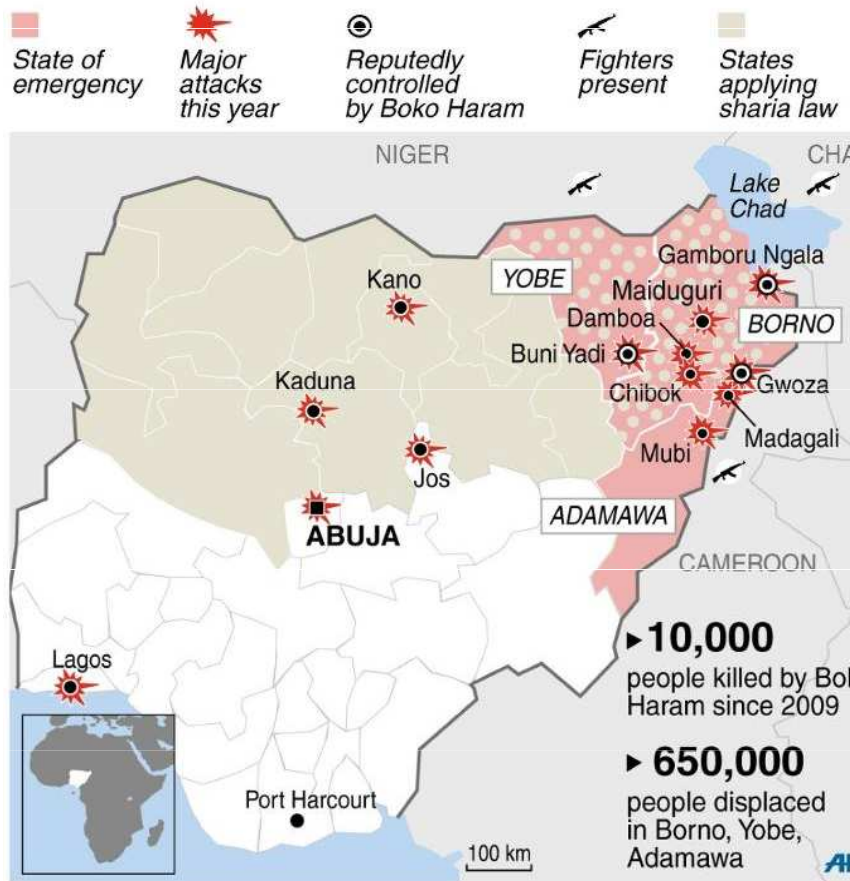 State of
emergency
Major
attacks
this year
Reputedly
controlled
by Boko Haram
Fighters
present
States
applying
sharia law
NIGER
CHA
Lake
Chad
Gamboru Ngala
YOBE
Kano
Maiduguri
Damboa
BORNO
Buni Yadi
Kaduna
Chibok
Gwoza
Madagali
Mubi
Jos
ABUJA
ADAMAWA
CAMEROON
10,000
people killed by Bok
Haram since 2009
Lagos
650,000
people displaced
in Borno, Yobe,
Adamawa
Port Harcourt
100 km